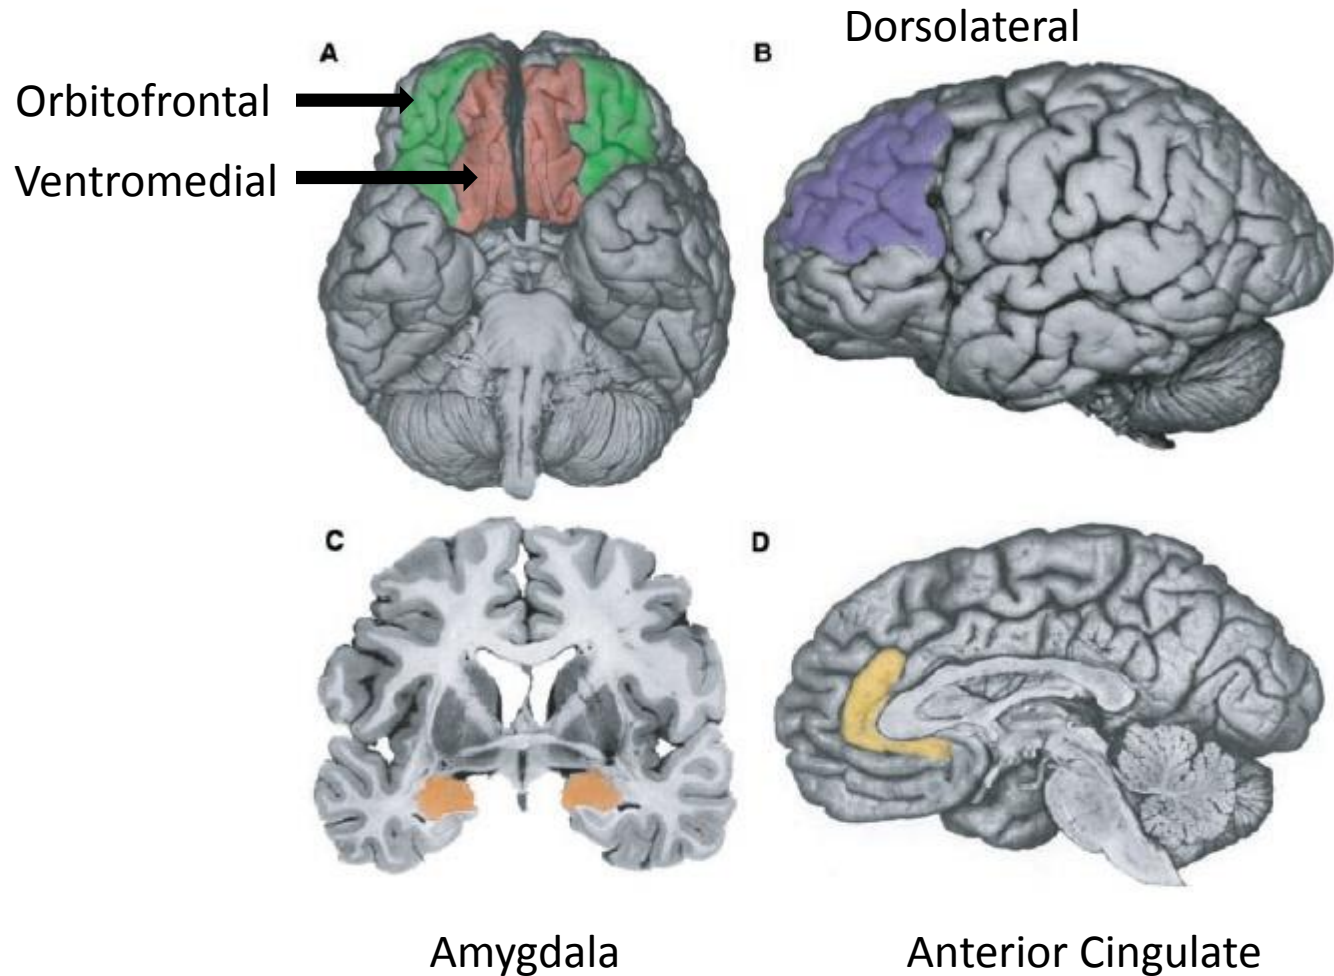 Dorsolateral
A
B
Orbitofrontal
Ventromedial
C
D
Amygdala
Anterior Cingulate